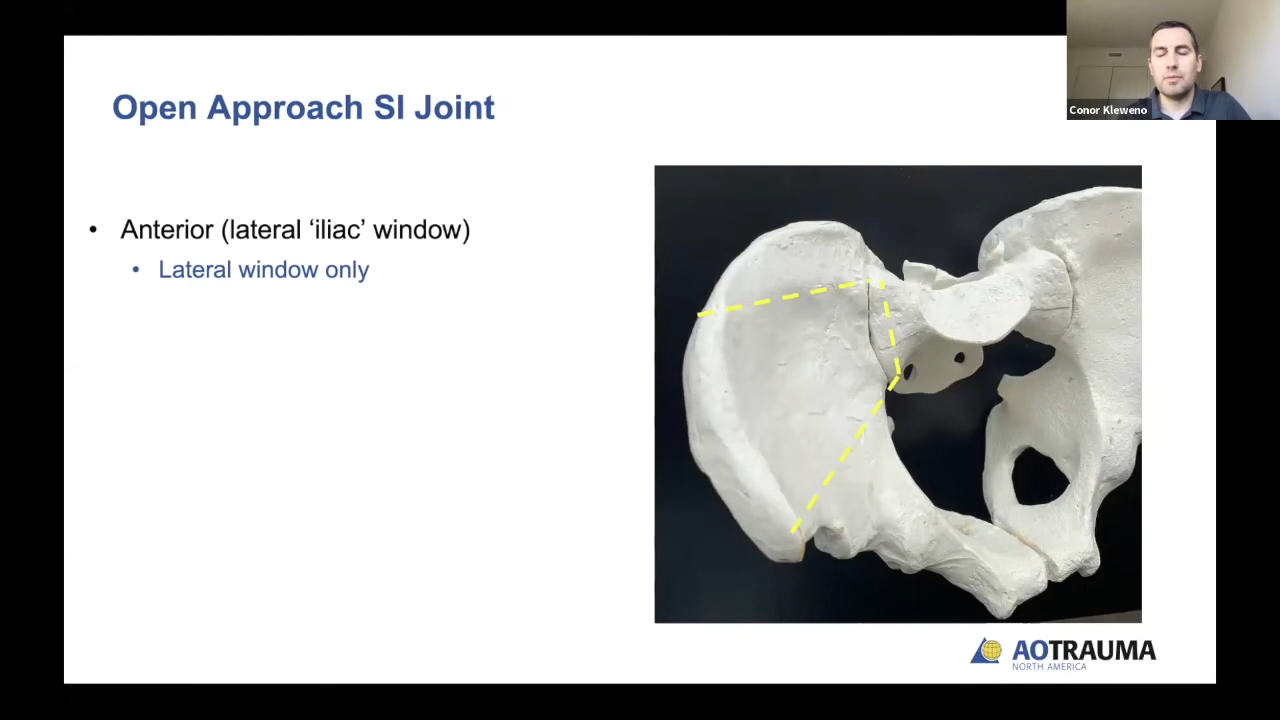 Conor Kleweno
Open Approach SI Joint
• Anterior (lateral ‘iliac’ window)
• Lateral window only
AOTRAUMA
NORTH AMERICA